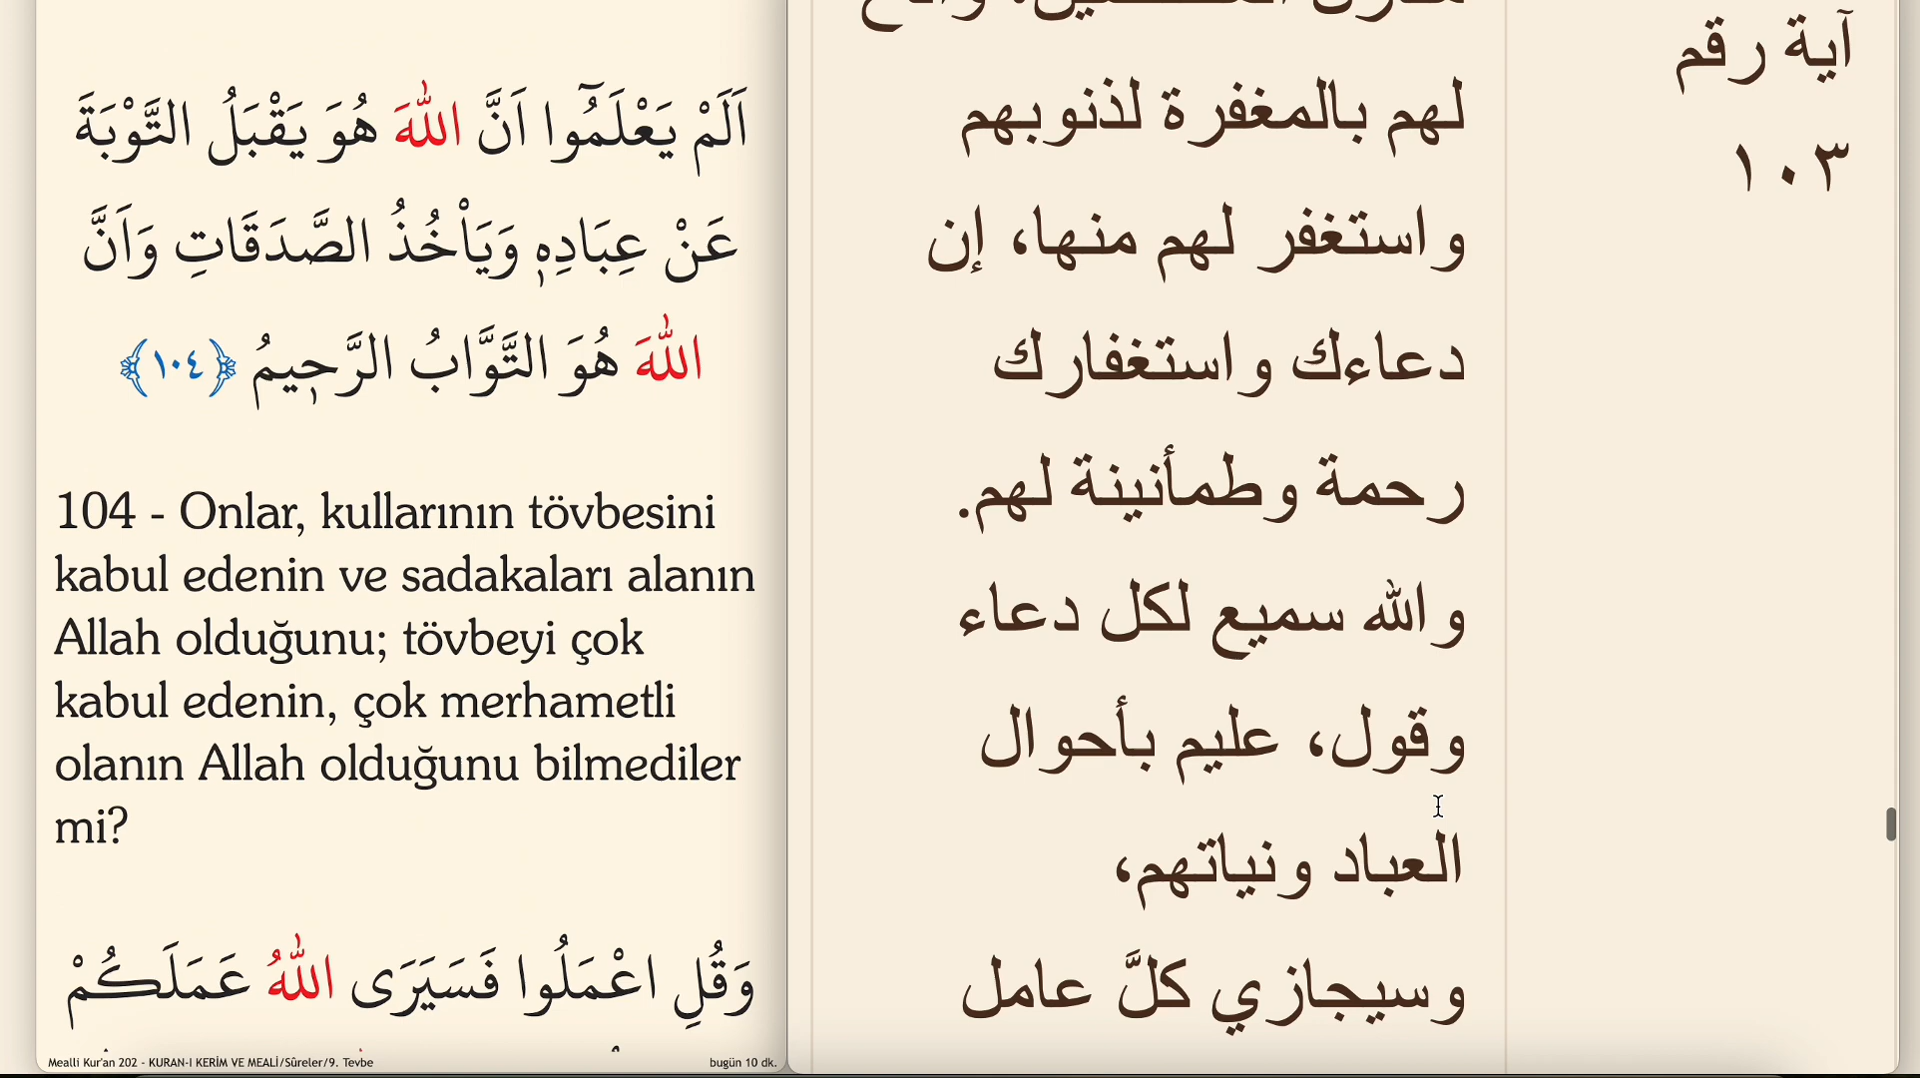 اَلَمْ يَعْلَمُٓوا اَنَّ اللّٰهَ هُوَ يَقْبَلُ التَّوْبَةَ
عَنْ عِبَادِه۪ وَيَأْخُذُ الصَّدَقَاتِ وَاَنَّ
اللّٰهَ هُوَ التَّوَّابُ الرَّح۪يمُ ﴿١٠٤﴾
104 - Onlar, kullarının tövbesini
kabul edenin ve sadakaları alanın
Allah olduğunu; tövbeyi çok
kabul edenin, çok merhametli
olanın Allah olduğunu bilmediler
mi?
وَقُلِ اعْمَلُوا فَسَيَرَى اللّٰهُ عَمَلَكُمْ
Mealli Kur'an 202 - KURAN-I KERİM VE MEALİ/Sûreler/9. Tevbe
bugün 10 dk.
لهم بالمغفرة لذنوبهم
واستغفر لهم منها، إن
دعاءك واستغفارك
رحمة وطمأنينة لهم.
والله سميع لكل دعاء
وقول، عليم بأحوال
العباد ونياتهم،
وسيجازي كلَّ عامل
آية رقم
١٠٣